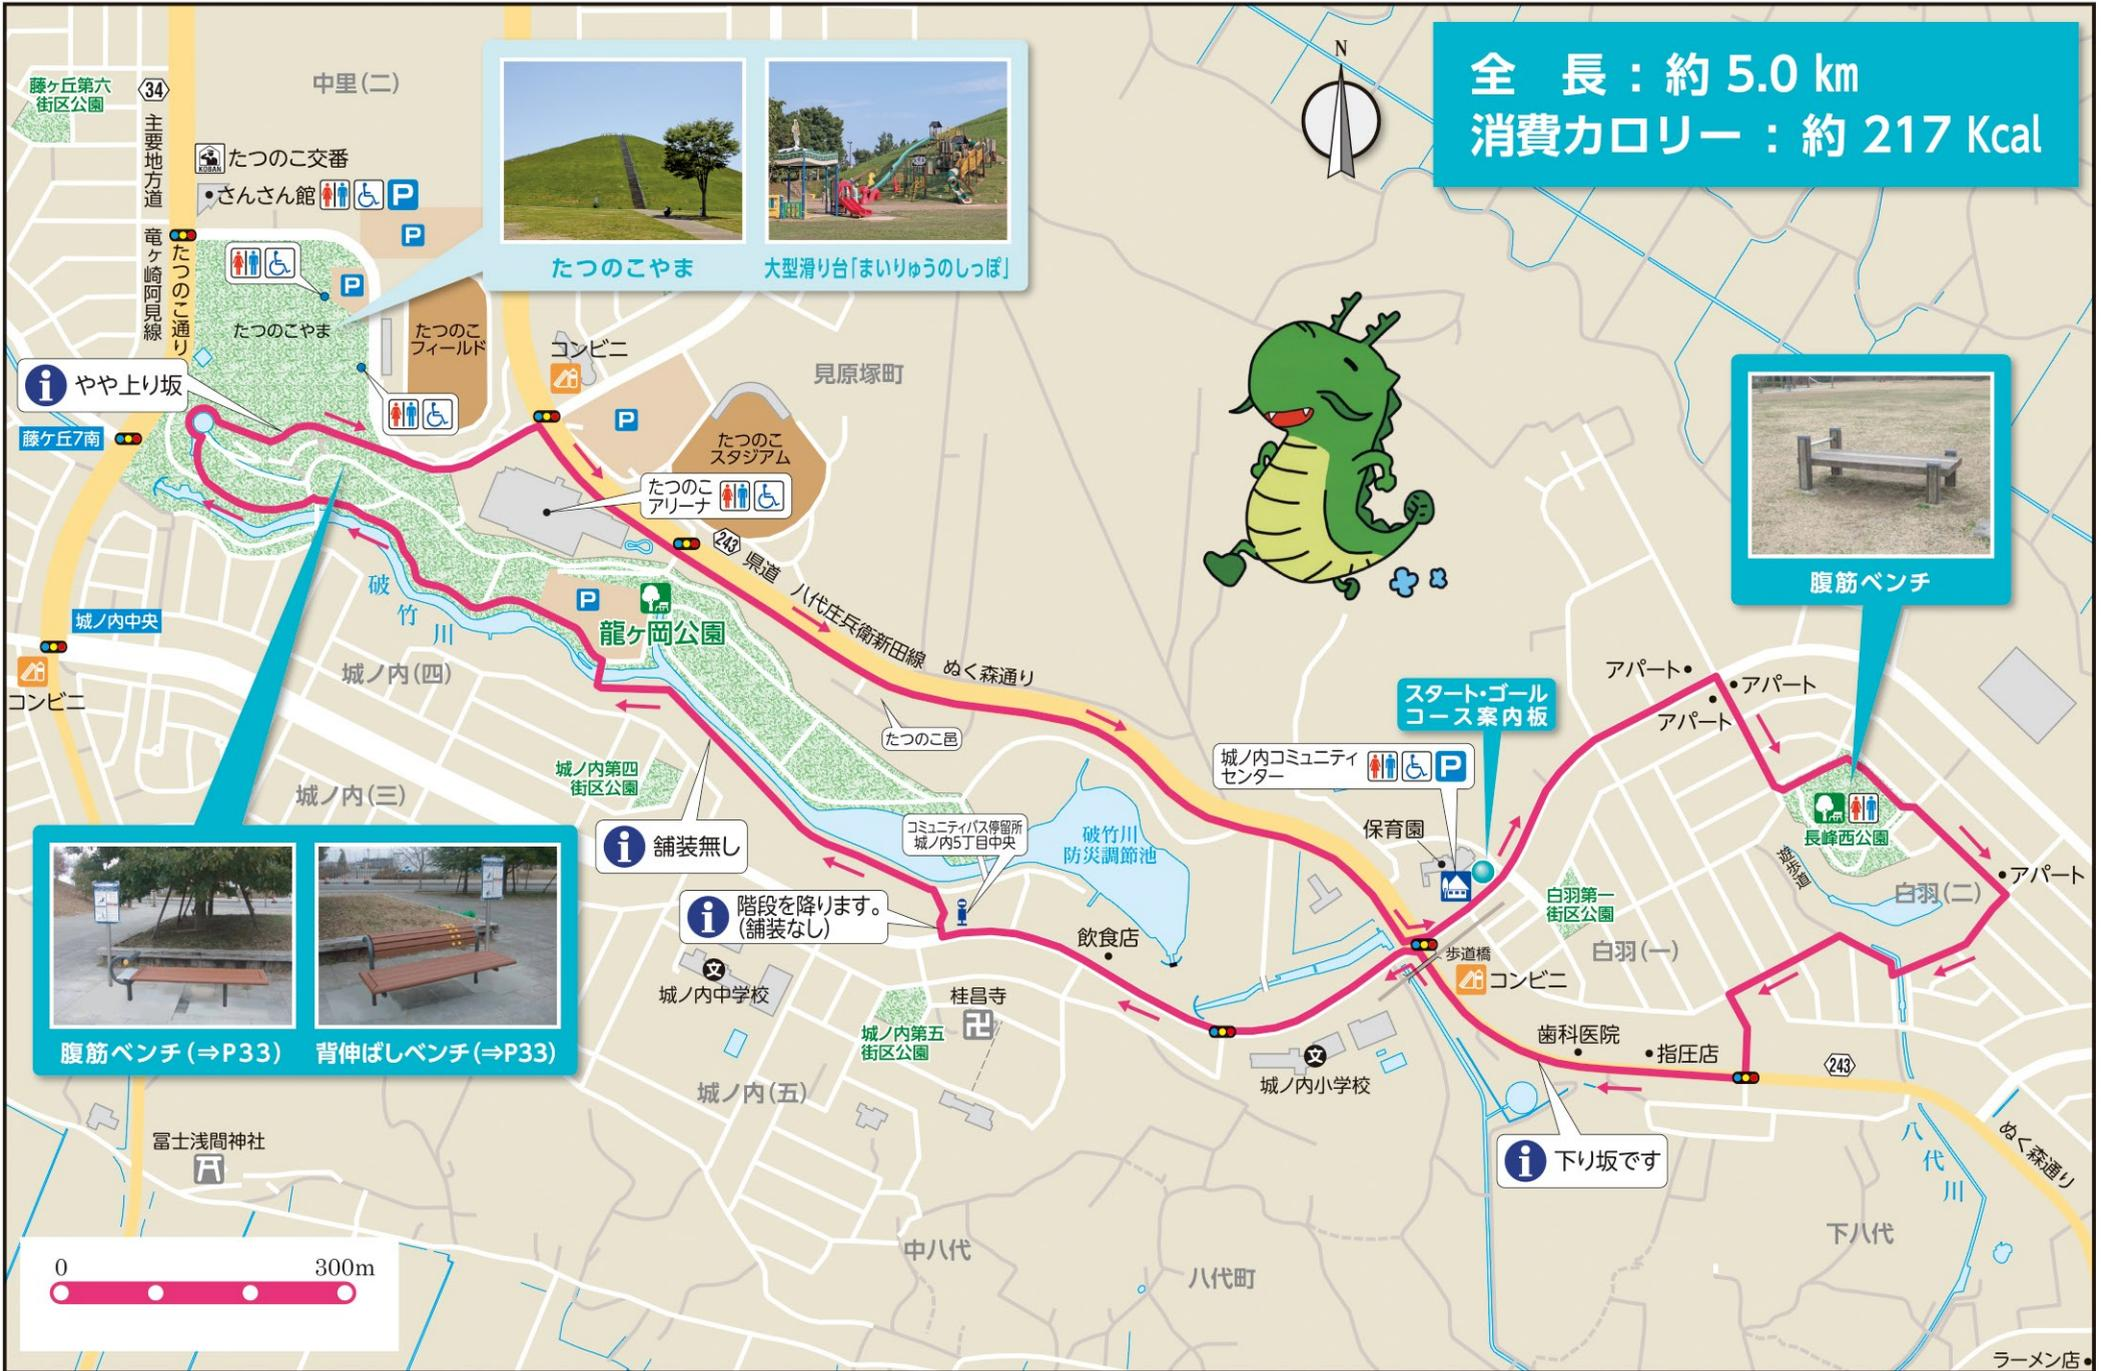 全　長：約 5.0 ㎞
消費カロリー：約 217 Kcal
N
藤ヶ丘第六
街区公園
34
主要地方道
竜ヶ崎阿見線
たつのこ通り
中里(二)
KOBAN
たつのこ交番
さんさん館
P
P
P
たつのこやま
たつのこ
フィールド
たつのこやま
大型滑り台「まいりゅうのしっぽ」
コンビニ
見原塚町
P
たつのこ
スタジアム
i やや上り坂
藤ケ丘7南
たつのこ
アリーナ
243
県道
八代庄兵衛新田線
ぬく森通り
城ノ内中央
コンビニ
破竹川
P
龍ヶ岡公園
城ノ内(四)
城ノ内(三)
たつのこ邑
城ノ内第四
街区公園
i 舗装無し
コミュニティバス停留所
城ノ内5丁目中央
破竹川
防災調節池
i 階段を降ります。
(舗装なし)
飲食店
文
城ノ内中学校
城ノ内第五
街区公園
桂昌寺
卍
城ノ内(五)
文
城ノ内小学校
腹筋ベンチ(⇒P33)
背伸ばしベンチ(⇒P33)
スタート・ゴール
コース案内板
城ノ内コミュニティ
センター
P
保育園
アパート
アパート
アパート
腹筋ベンチ
長峰西公園
遊歩道
アパート
白羽(二)
白羽第一
街区公園
白羽(一)
歩道橋
コンビニ
歯科医院
指圧店
243
i 下り坂です
八代川
ぬく森通り
下八代
冨士浅間神社
中八代
八代町
ラーメン店
0
300m